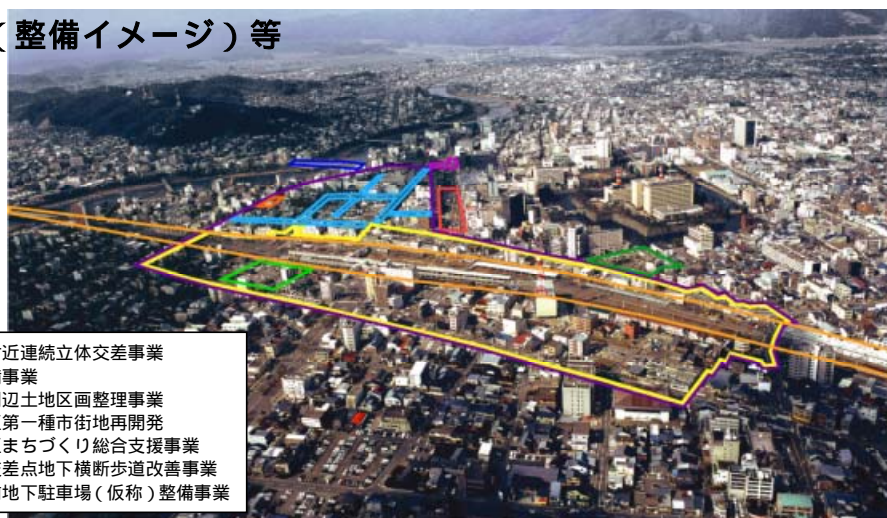 （整備イメージ）等
付近連続立体交差事業
備事業
周辺土地区画整理事業
第一種市街地再開発
まちづくり総合支援事業
差点地下横断歩道改善事業
地下駐車場（仮称）整備事業